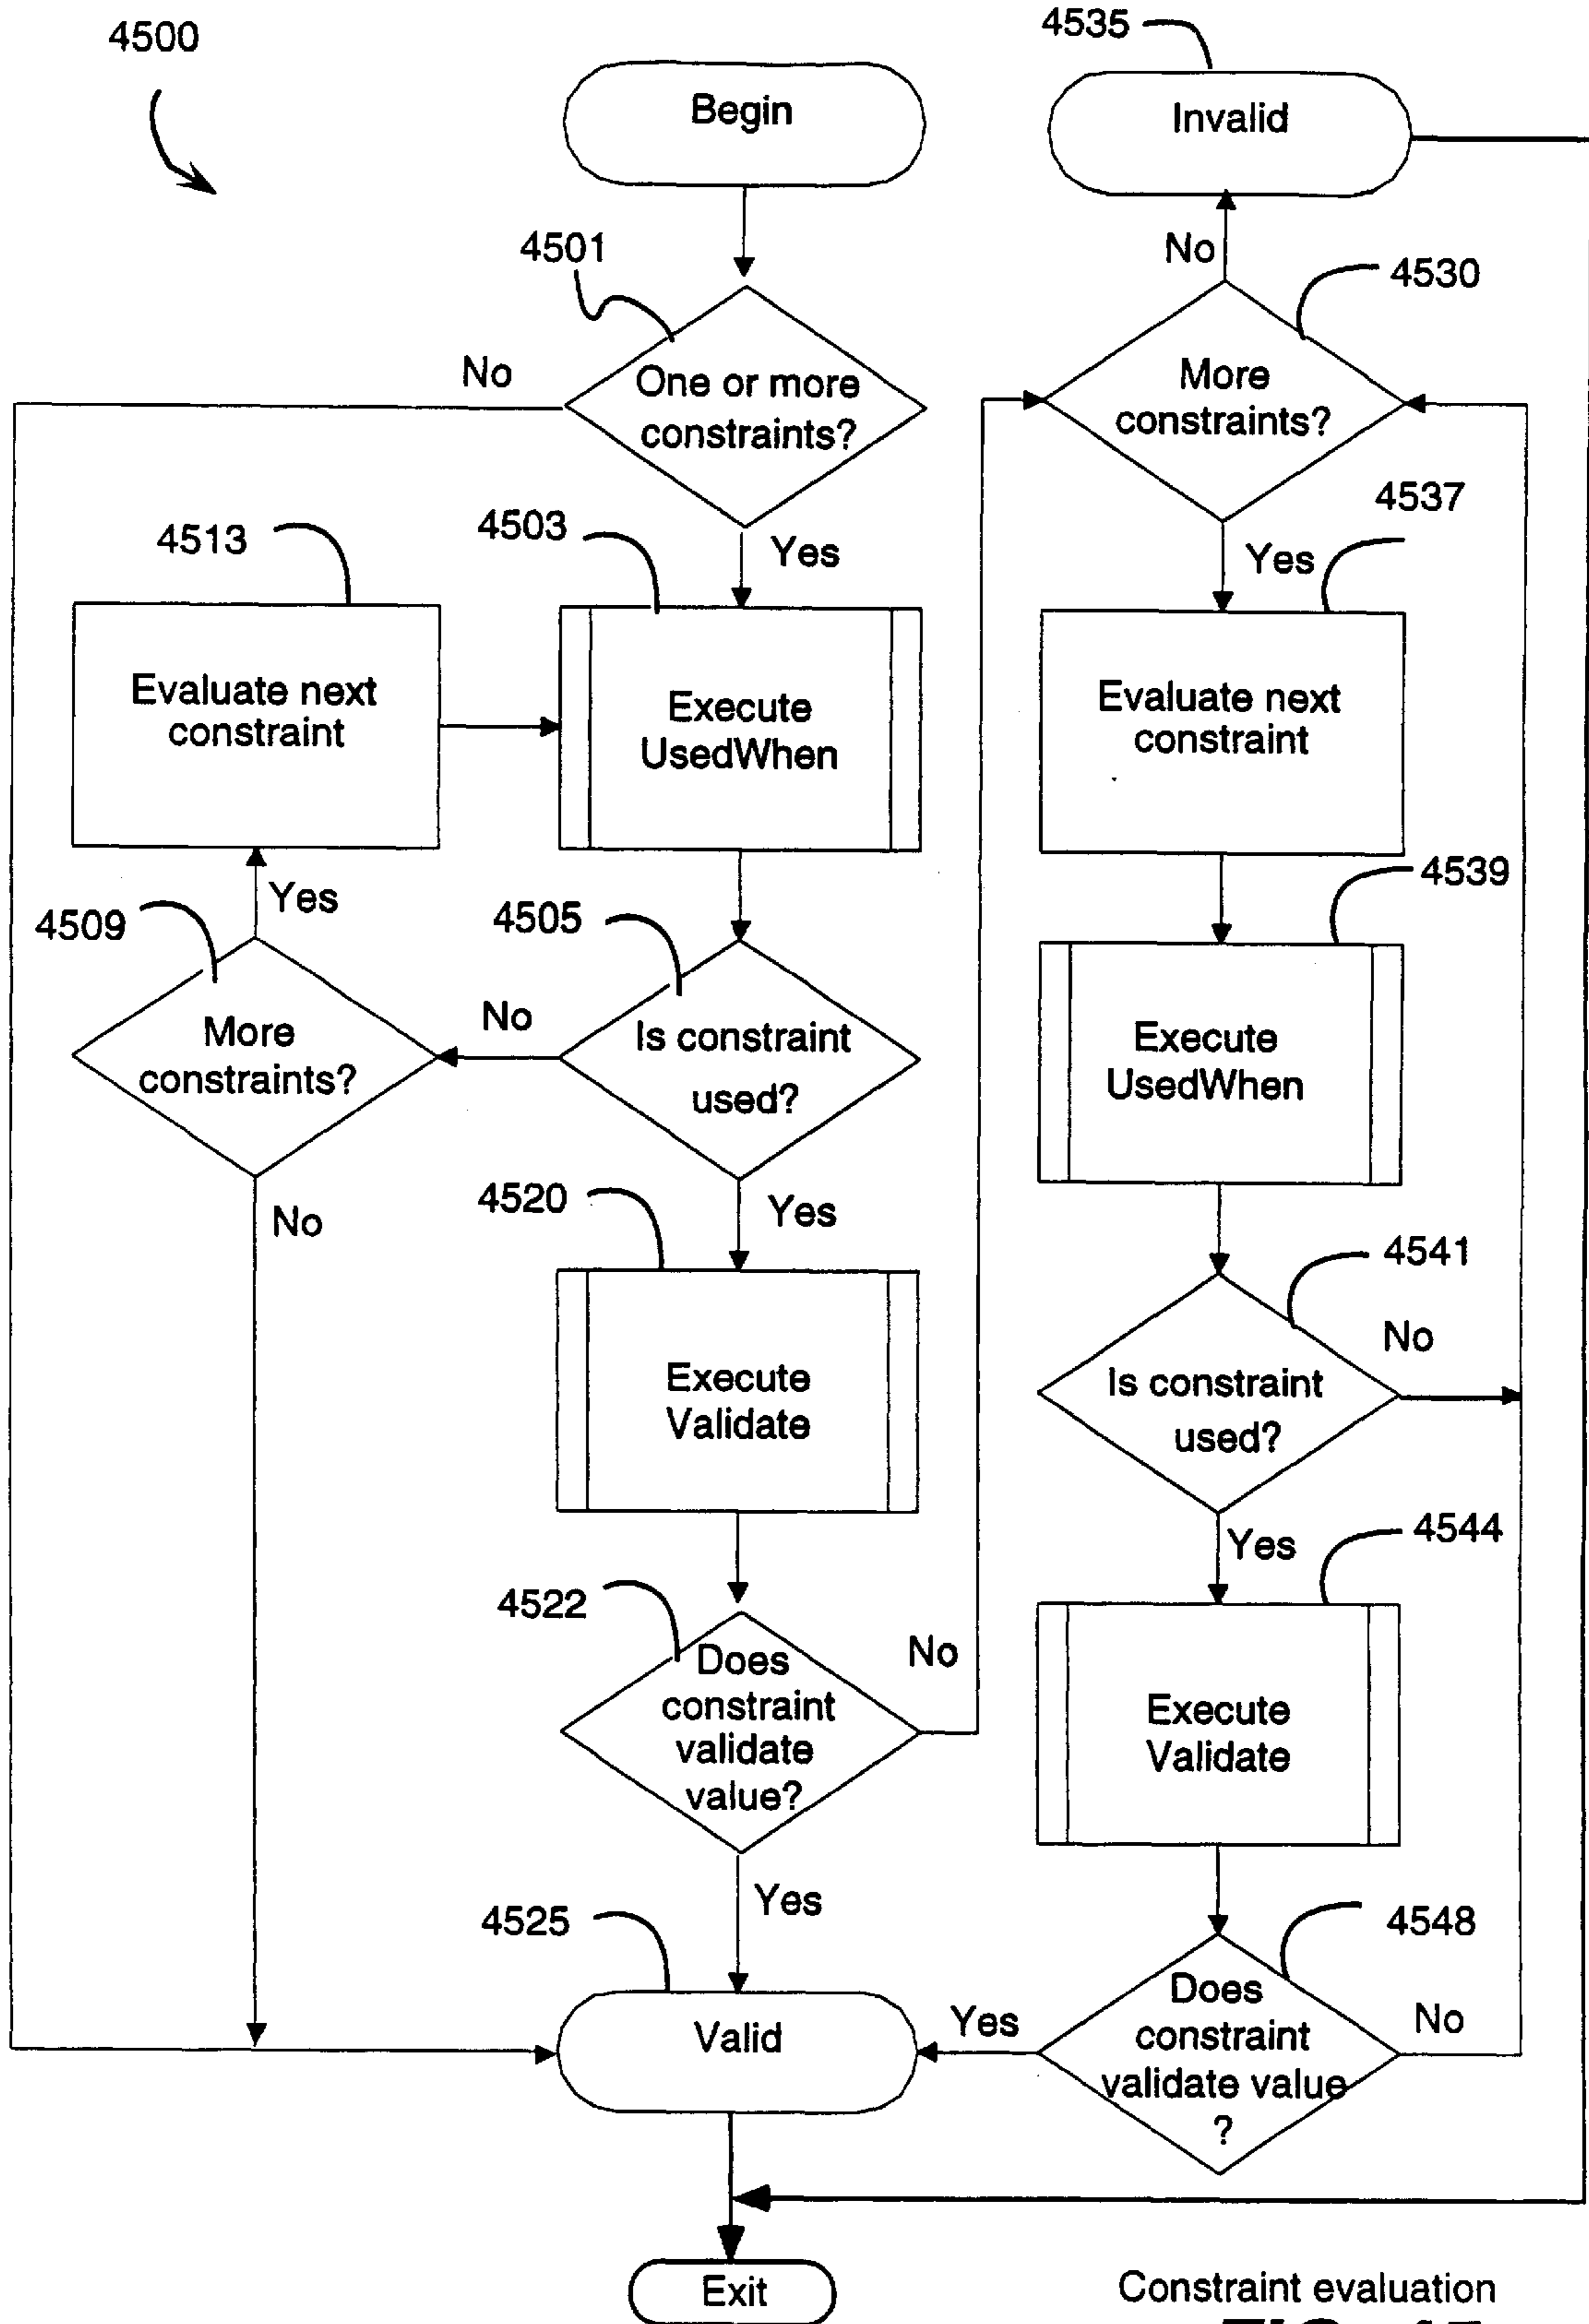 4500
4535
Begin
Invalid
4501
No
4530
No
One or more
constraints?
More
constraints?
4513
4503
Yes
4537
Yes
Evaluate next
constraint
Execute
UsedWhen
Evaluate next
constraint
4509
Yes
4505
4539
More
constraints?
No
Is constraint
used?
Execute
UsedWhen
No
4520
Yes
4541
No
Execute
Validate
Is constraint
used?
Yes
4544
4522
Does
constraint
validate
value?
No
Execute
Validate
4525
Yes
4548
Valid
Yes
Does
constraint
validate value
?
No
Exit
Constraint evaluation